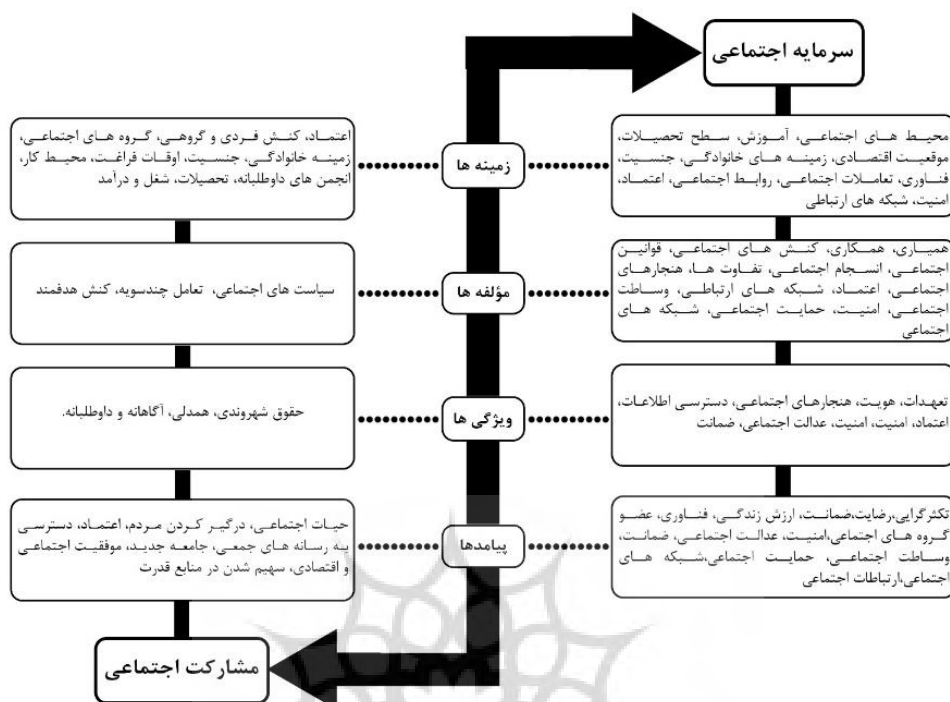 سرمایه اجتماعی
محیط های اجتماعی، آموزش، سطح تحصیلات،
موقعیت اقتصادی، زمینه های خانوادگی، جنسیت،
فناوری، تعاملات اجتماعی، روابط اجتماعی، اعتماد،
امنیت، شبکه های ارتباطی
زمینه ها
اعتماد، کنش فردی و گروهی، گروه های اجتماعی،
زمینه خانوادگی، جنسیت، اوقات فراغت، محیط کار،
انجمن های داوطلبانه، تحصیلات، شغل و درآمد
همیاری، همکاری، کنش های اجتماعی، قوانین
اجتماعی، انسجام اجتماعی، تفاوت ها، هنجارهای
اجتماعی، اعتماد، شبکه های ارتباطی، وساطت
اجتماعی، امنیت، حمایت اجتماعی، شبکه های
اجتماعی
مؤلفه ها
سیاست های اجتماعی، تعامل چندسویه، کنش هدفمند
تعهدات، هویت، هنجارهای اجتماعی، دسترسی اطلاعات،
اعتماد، امنیت، امنیت، عدالت اجتماعی، ضمانت
ویژگی ها
حقوق شهروندی، همدلی، آگاهانه و داوطلبانه.
تکثرگرایی،رضایت،ضمانت، ارزش زندگی، فناوری، عضو
گروه های اجتماعی،امنیت، عدالت اجتماعی، ضمانت،
وساطت اجتماعی، حمایت اجتماعی،شبکه های
اجتماعی،ارتباطات اجتماعی
پیامدها
حیات اجتماعی، درگیر کردن مردم، اعتماد، دسترسی
به رسانه های جمعی، جامعه جدید، موفقیت اجتماعی
و اقتصادی، سهیم شدن در منابع قدرت
مشارکت اجتماعی